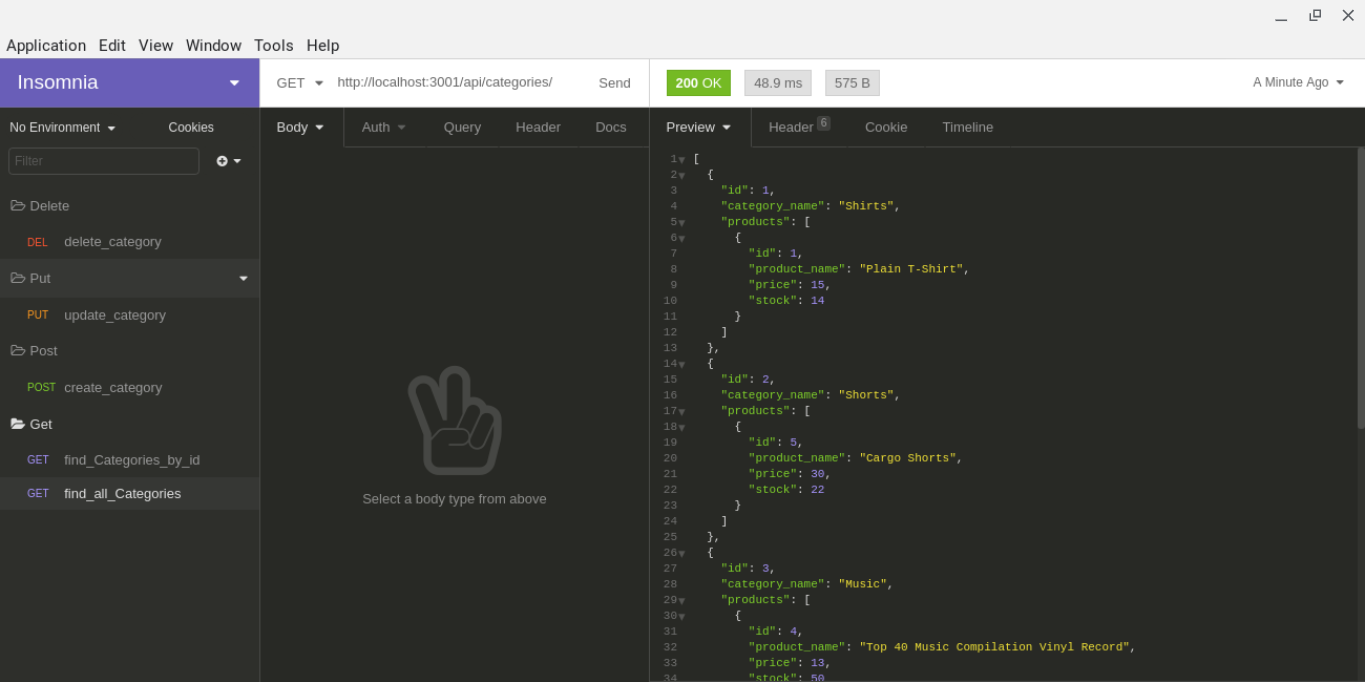 Application Edit View Window Tools Help
Insomnia
GET http://localhost:3001/api/categories/ Send
200 OK 48.9 ms 575 B A Minute Ago
No Environment Cookies
Filter
Delete
DEL delete_category
Put
PUT update_category
Post
POST create_category
Get
GET find_Categories_by_id
GET find_all_Categories
Body Auth Query Header Docs
Select a body type from above
Preview Header 6 Cookie Timeline
1 [
2 {
3 "id": 1,
4 "category_name": "Shirts",
5 "products": [
6 {
7 "id": 1,
8 "product_name": "Plain T-Shirt",
9 "price": 15,
10 "stock": 14
11 }
12 ]
13 },
14 {
15 "id": 2,
16 "category_name": "Shorts",
17 "products": [
18 {
19 "id": 5,
20 "product_name": "Cargo Shorts",
21 "price": 30,
22 "stock": 22
23 }
24 ]
25 },
26 {
27 "id": 3,
28 "category_name": "Music",
29 "products": [
30 {
31 "id": 4,
32 "product_name": "Top 40 Music Compilation Vinyl Record",
33 "price": 13,
34 "stock": 50